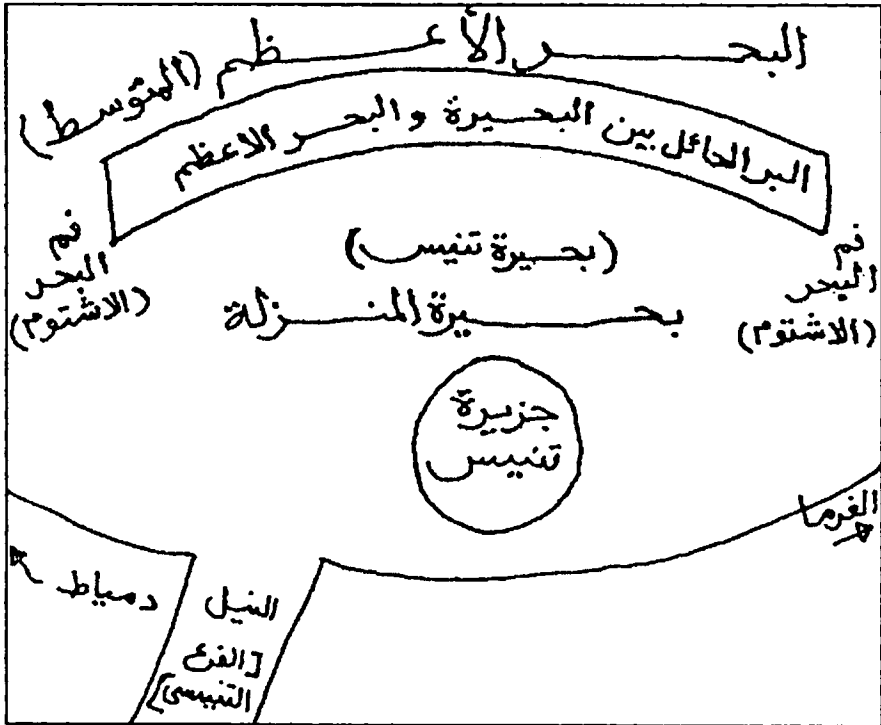 البحر الأعظم (المتوسط)
البر الحائل بين البحيرة والبحر الاعظم
فم
البحر
(الاشتوم)
(بحيرة تنيس)
بحيرة المنزلة
فم
البحر
(الاشتوم)
جزيرة
تنيس
الفرما
دمياط
النيل
[الفرع
التنيسى]